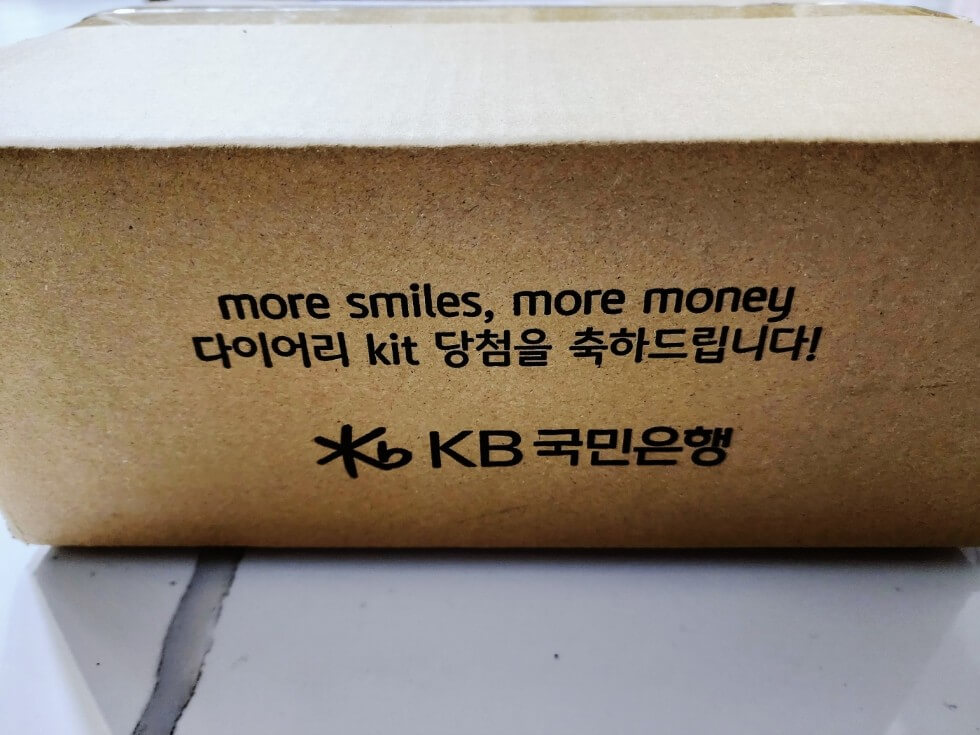 more smiles, more money
다이어리 kit 당첨을 축하드립니다!
Kb KB국민은행